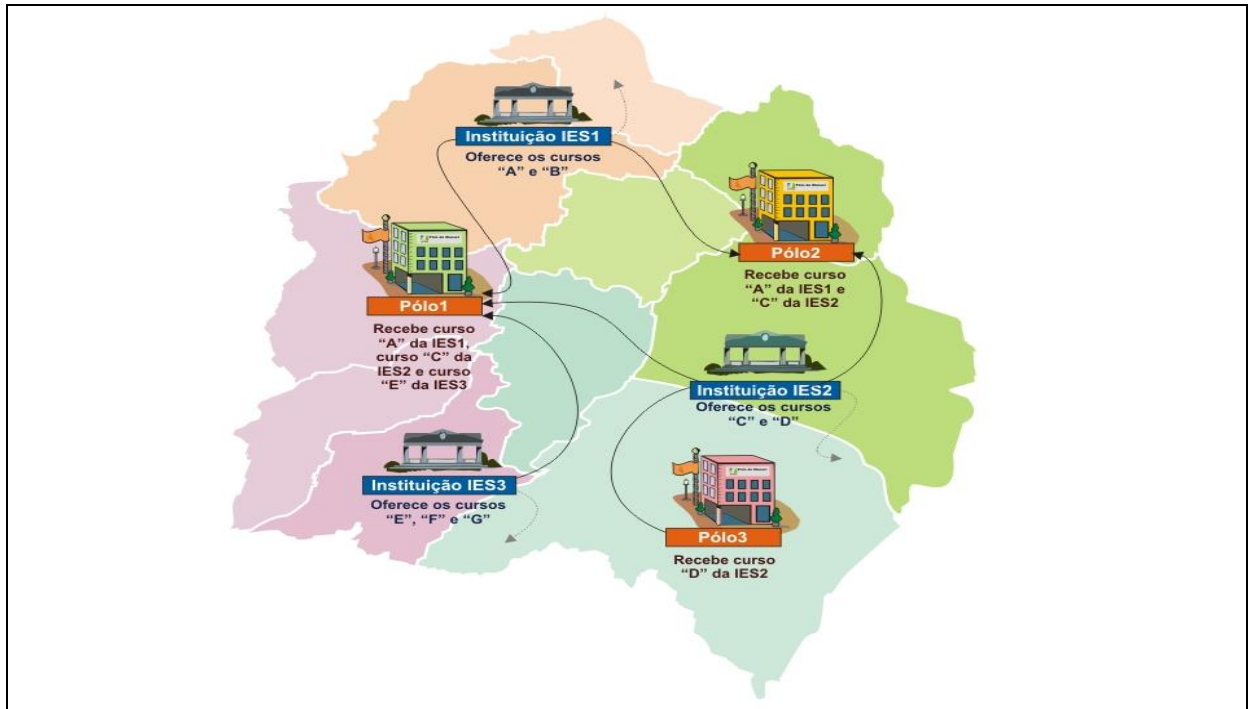 Instituição IES1
Oferece os cursos
“A” e “B”
Pólo2
Recebe curso
“A” da IES1 e
“C” da IES2
Pólo1
Recebe curso
“A” da IES1,
curso “C” da
IES2 e curso
“E” da IES3
Instituição IES2
Oferece os cursos
“C” e “D”
Instituição IES3
Oferece os cursos
“E”, “F” e “G”
Pólo3
Recebe curso
“D” da IES2